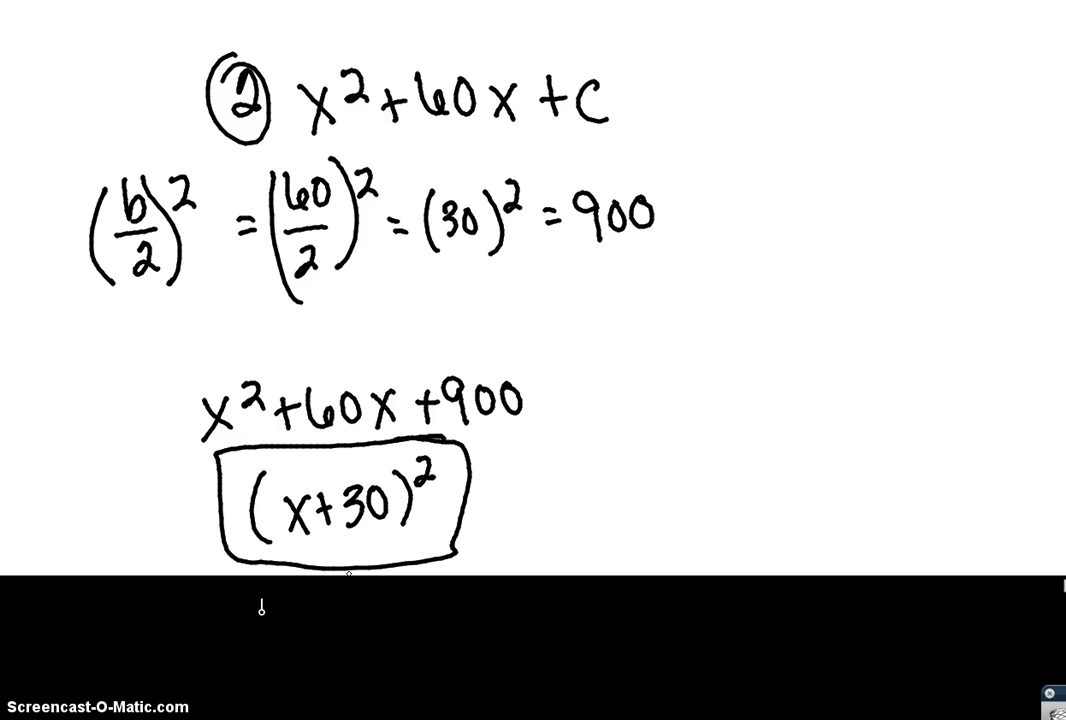 ② x² + 60x + c
(b/2)² = (60/2)² = (30)² = 900
x² + 60x + 900
(x + 30)²
Screencast-O-Matic.com